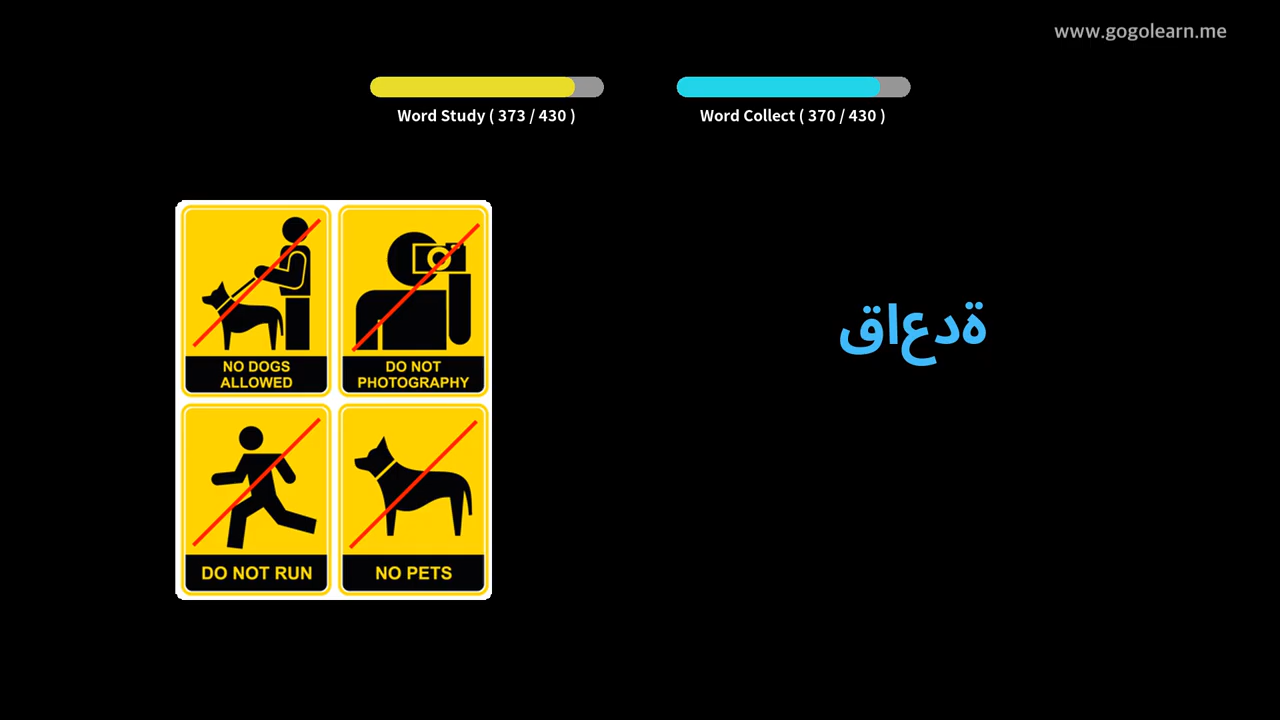 www.gogolearn.me
Word Study ( 373 / 430 )
Word Collect ( 370 / 430 )
NO DOGS
ALLOWED
DO NOT
PHOTOGRAPHY
ةدعاق
DO NOT RUN
NO PETS